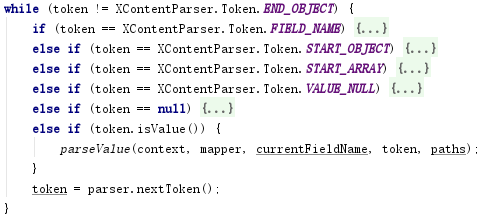 while (token != XContentParser.Token.END_OBJECT) {
if (token == XContentParser.Token.FIELD_NAME) {...}
else if (token == XContentParser.Token.START_OBJECT) {...}
else if (token == XContentParser.Token.START_ARRAY) {...}
else if (token == XContentParser.Token.VALUE_NULL) {...}
else if (token == null) {...}
else if (token.isValue()) {
parseValue(context, mapper, currentFieldName, token, paths);
}
token = parser.nextToken();
}